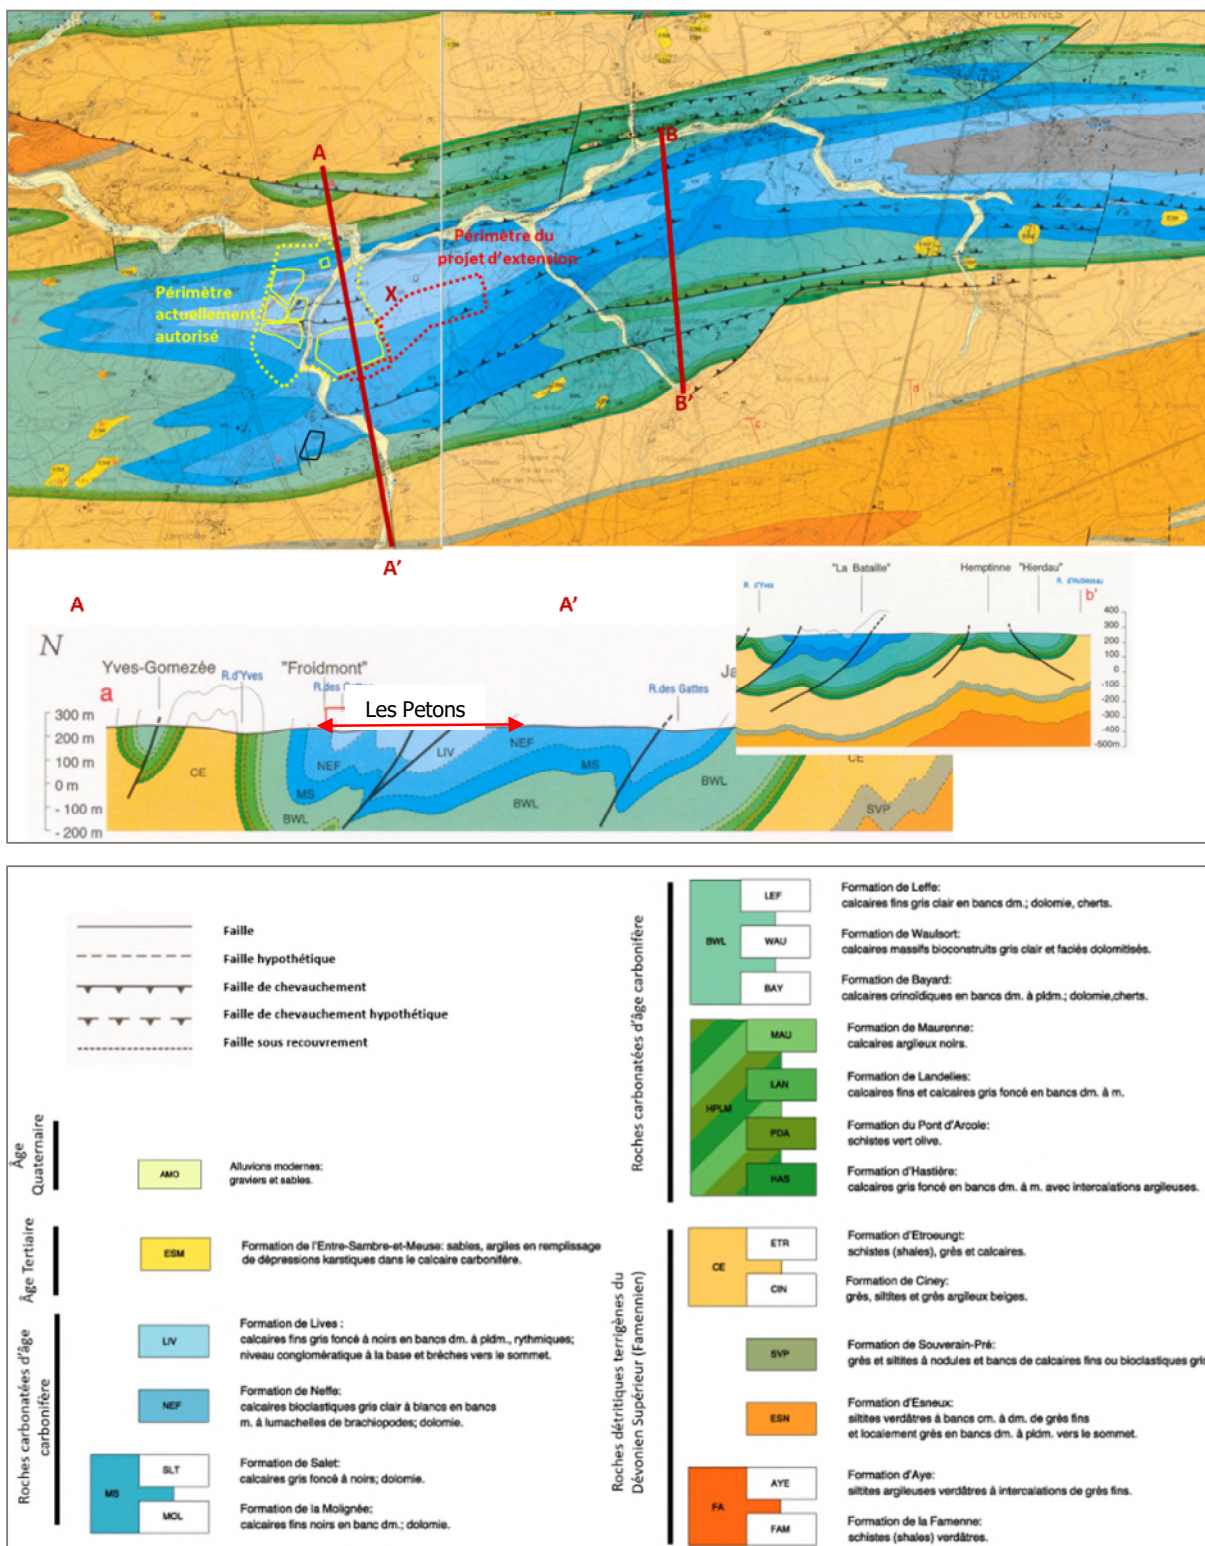 FLORENNES
A
B
Périmètre du
projet d'extension
X
Périmètre
actuellement
autorisé
B'
A'
A
A'
N
Yves-Gomezée
R.d'Yves
"Froidmont"
R.des Gattes
Les Petons
R.des Gattes
a
300 m
200 m
100 m
0 m
- 100 m
- 200 m
CE
BWL
MS
NEF
LIV
NEF
MS
BWL
BWL
CE
SVP
"La Bataille"
Hemptinne
"Hierdau"
R. d'Yves
R. d'Hublessau
b'
400
300
200
100
0
-100
-200
-300
-400
-500m
Faille
Faille hypothétique
Faille de chevauchement
Faille de chevauchement hypothétique
Faille sous recouvrement
Âge
Quaternaire
AMO
Alluvions modernes:
graviers et sables.
Âge Tertiaire
ESM
Formation de l'Entre-Sambre-et-Meuse: sables, argiles en remplissage
de dépressions karstiques dans le calcaire carbonifère.
Roches carbonatées d'âge
carbonifère
LIV
Formation de Lives :
calcaires fins gris foncé à noirs en bancs dm. à pldm., rythmiques;
niveau conglomératique à la base et brèches vers le sommet.
NEF
Formation de Neffe:
calcaires bioclastiques gris clair à blancs en bancs
m. à lumachelles de brachiopodes; dolomie.
MS
SLT
Formation de Salet:
calcaires gris foncé à noirs; dolomie.
MOL
Formation de la Molignée:
calcaires fins noirs en banc dm.; dolomie.
Roches carbonatées d'âge carbonifère
BWL
LEF
Formation de Leffe:
calcaires fins gris clair en bancs dm.; dolomie, cherts.
WAU
Formation de Waulsort:
calcaires massifs bioconstruits gris clair et faciès dolomitisés.
BAY
Formation de Bayard:
calcaires crinoïdiques en bancs dm. à pldm.; dolomie,cherts.
HPLM
MAU
Formation de Maurenne:
calcaires argileux noirs.
LAN
Formation de Landelies:
calcaires fins et calcaires gris foncé en bancs dm. à m.
PDA
Formation du Pont d'Arcole:
schistes vert olive.
HAS
Formation d'Hastière:
calcaires gris foncé en bancs dm. à m. avec intercalations argileuses.
Roches détritiques terrigènes du
Dévonien Supérieur (Famennien)
CE
ETR
Formation d'Etroeungt:
schistes (shales), grès et calcaires.
CIN
Formation de Ciney:
grès, siltites et grès argileux beiges.
SVP
Formation de Souverain-Pré:
grès et siltites à nodules et bancs de calcaires fins ou bioclastiques gris
ESN
Formation d'Esneux:
siltites verdâtres à bancs cm. à dm. de grès fins
et localement grès en bancs dm. à pldm. vers le sommet.
FA
AYE
Formation d'Aye:
siltites argileuses verdâtres à intercalations de grès fins.
FAM
Formation de la Famenne:
schistes (shales) verdâtres.